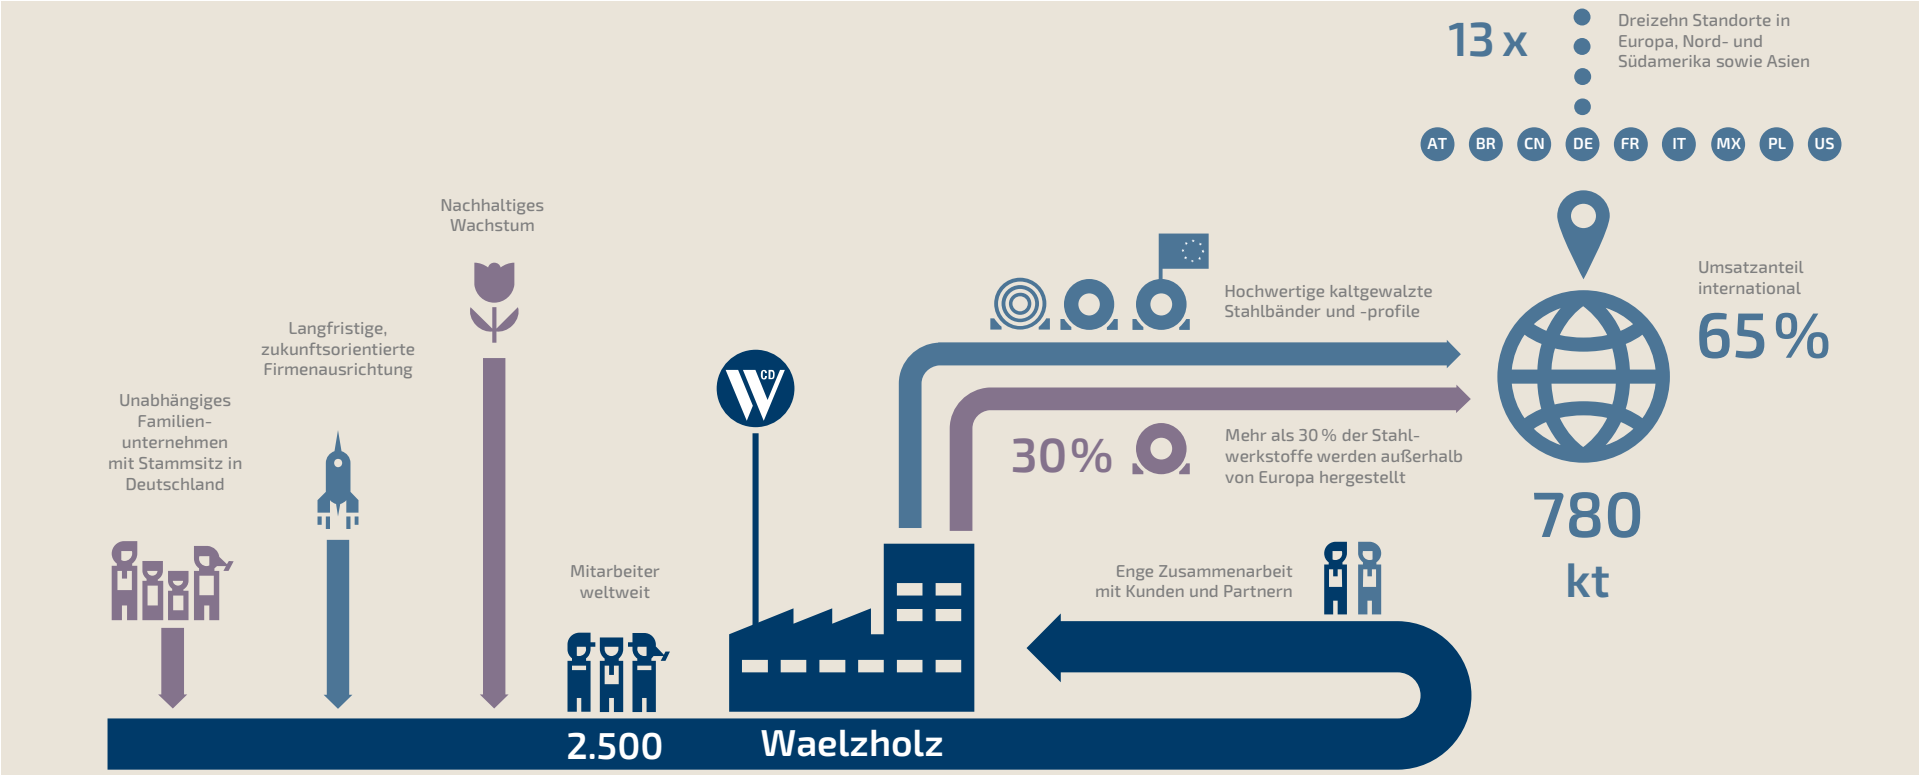 13 x
Dreizehn Standorte in
Europa, Nord- und
Südamerika sowie Asien
AT BR CN DE FR IT MX PL US
Nachhaltiges
Wachstum
Langfristige,
zukunftsorientierte
Firmenausrichtung
Unabhängiges
Familien-
unternehmen
mit Stammsitz in
Deutschland
W CD
Hochwertige kaltgewalzte
Stahlbänder und -profile
Umsatzanteil
international
65 %
30 %
Mehr als 30 % der Stahl-
werkstoffe werden außerhalb
von Europa hergestellt
780
kt
Mitarbeiter
weltweit
Enge Zusammenarbeit
mit Kunden und Partnern
2.500
Waelzholz